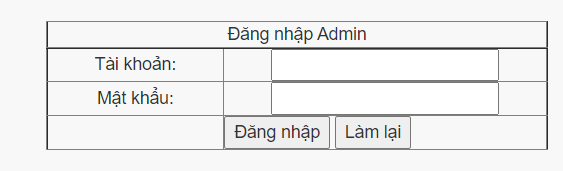 Đăng nhập Admin
Tài khoản:
Mật khẩu:
Đăng nhập Làm lại